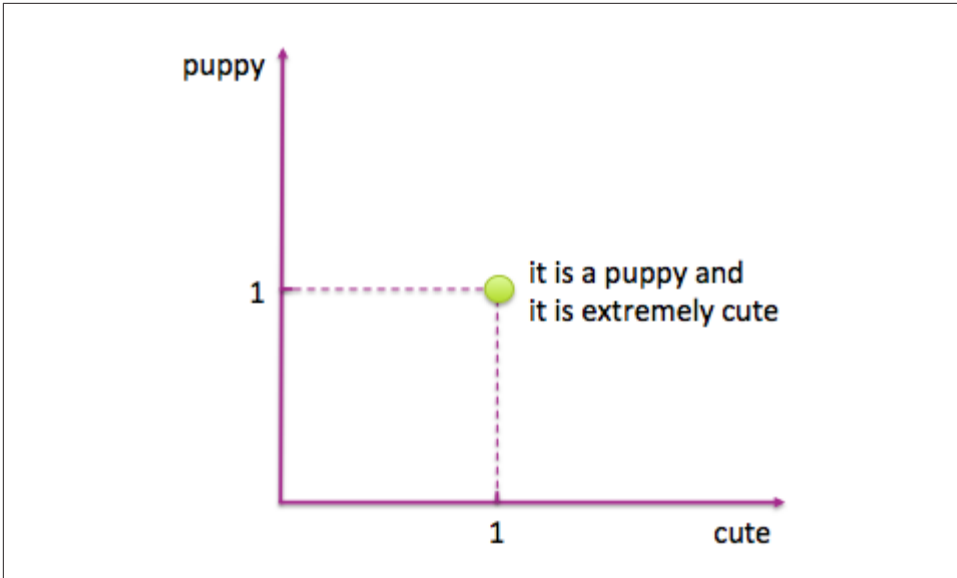 puppy
it is a puppy and
1
it is extremely cute
1
cute